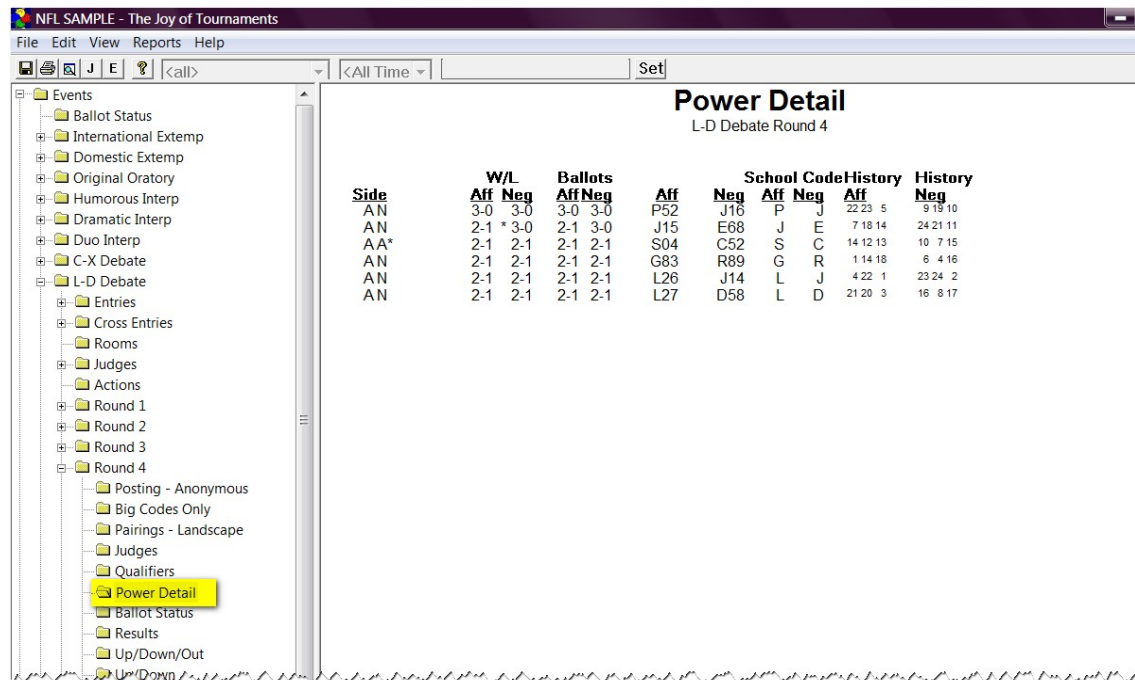 NFL SAMPLE - The Joy of Tournaments
File Edit View Reports Help
J E ? <all> <All Time Set
Events
Ballot Status
International Extemp
Domestic Extemp
Original Oratory
Humorous Interp
Dramatic Interp
Duo Interp
C-X Debate
L-D Debate
Entries
Cross Entries
Rooms
Judges
Actions
Round 1
Round 2
Round 3
Round 4
Posting - Anonymous
Big Codes Only
Pairings - Landscape
Judges
Qualifiers
Power Detail
Ballot Status
Results
Up/Down/Out
Up/Down
Power Detail
L-D Debate Round 4
W/L Ballots School Code History History
Side Aff Neg Aff Neg Aff Neg Aff Neg Aff Neg
A N 3-0 3-0 3-0 3-0 P52 J16 P J 22 23 5 9 19 10
A N 2-1 * 3-0 2-1 3-0 J15 E68 J E 7 18 14 24 21 11
A A* 2-1 2-1 2-1 2-1 S04 C52 S C 14 12 13 10 7 15
A N 2-1 2-1 2-1 2-1 G83 R89 G R 1 14 18 6 4 16
A N 2-1 2-1 2-1 2-1 L26 J14 L J 4 22 1 23 24 2
A N 2-1 2-1 2-1 2-1 L27 D58 L D 21 20 3 16 8 17